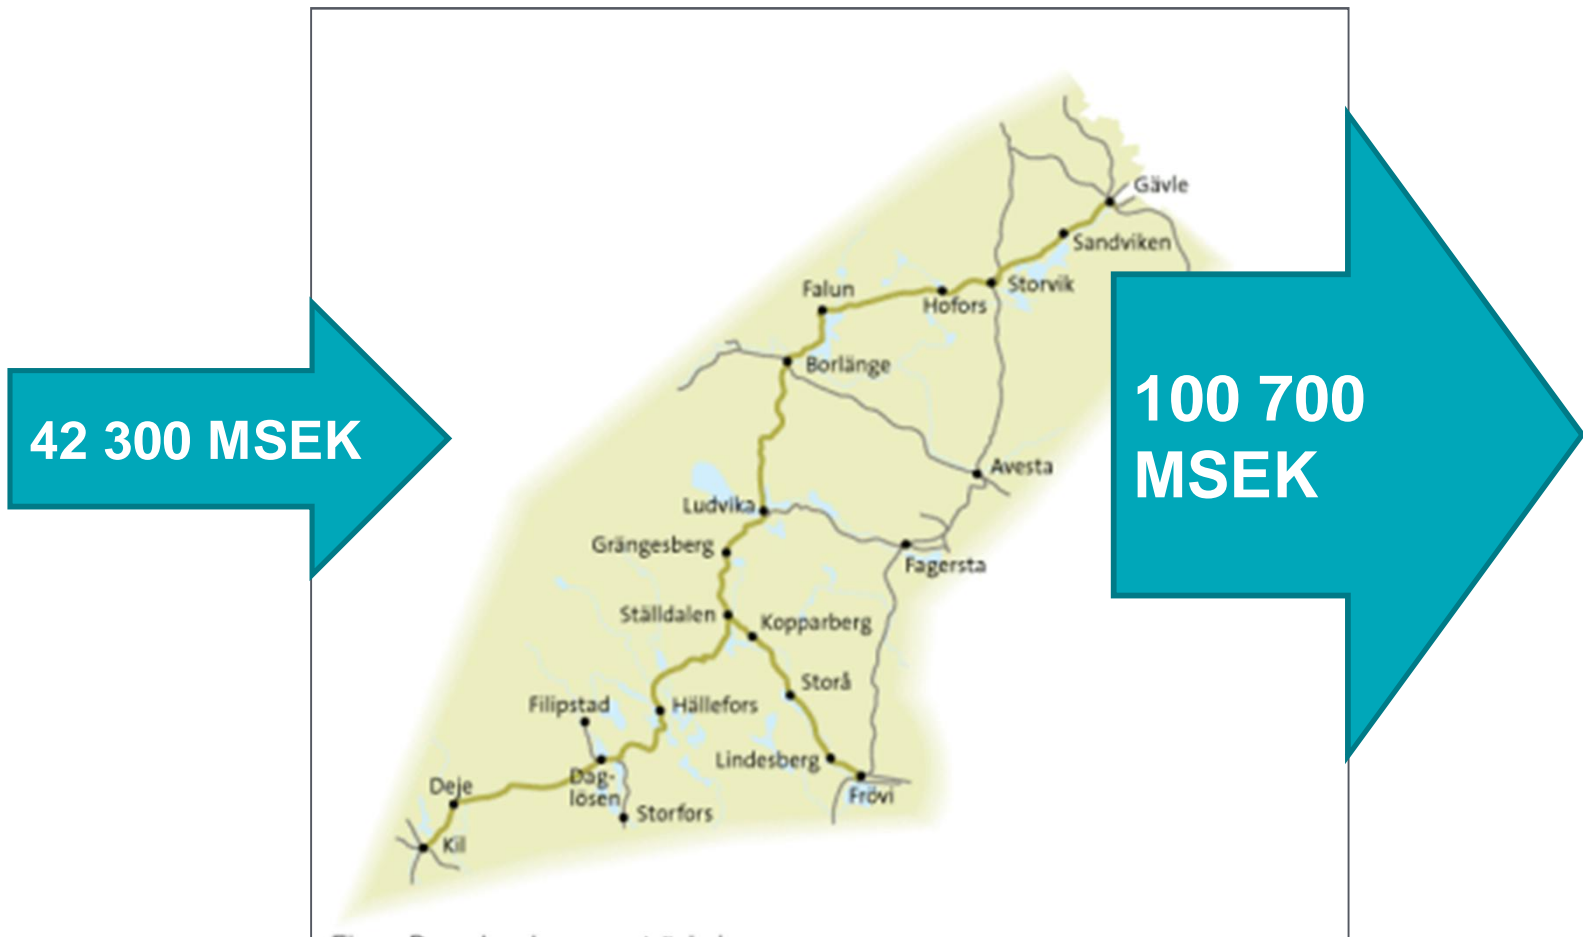 Gävle
Sandviken
Storvik
Falun
Hofors
Borlänge
42 300 MSEK
100 700
MSEK
Avesta
Ludvika
Grängesberg
Fagersta
Ställdalen
Kopparberg
Storå
Filipstad
Hällefors
Lindesberg
Deje
Dag-
lösen
Frövi
Storfors
Kil